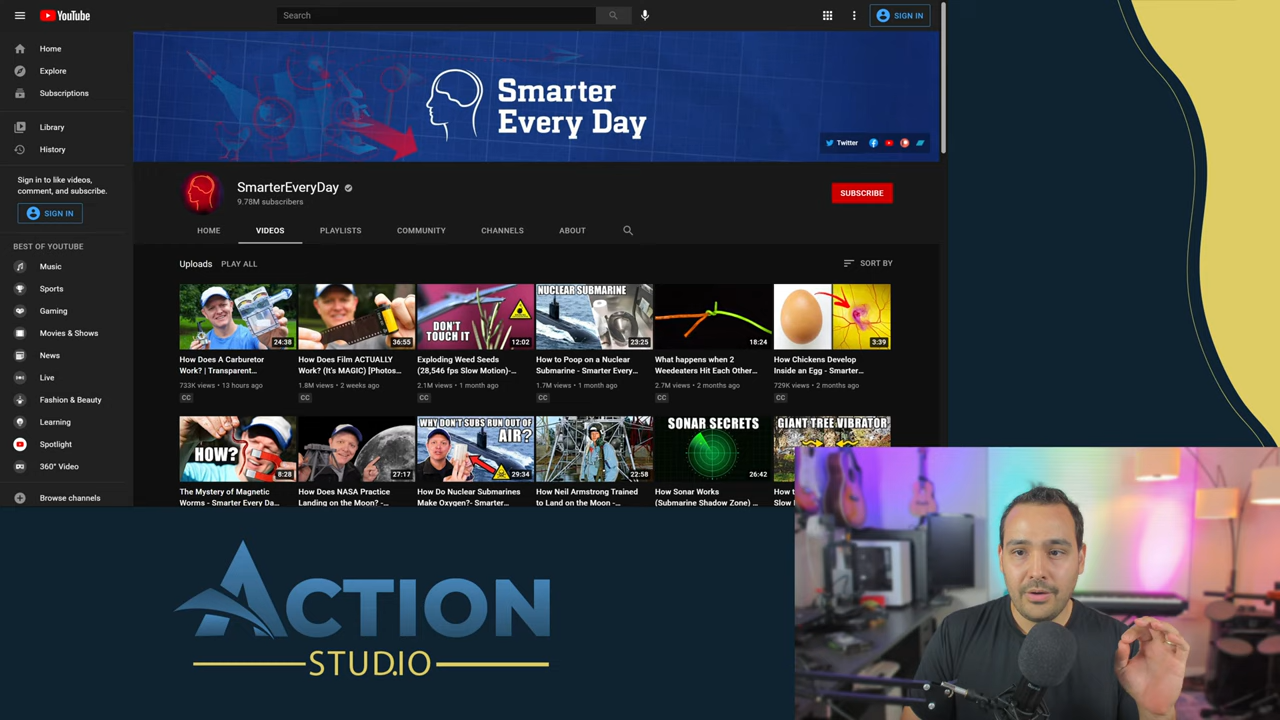 YouTube
Search
SIGN IN
Home
Explore
Subscriptions
Library
History
Sign in to like videos,
comment, and subscribe.
SIGN IN
BEST OF YOUTUBE
Music
Sports
Gaming
Movies & Shows
News
Live
Fashion & Beauty
Learning
Spotlight
360° Video
Browse channels
Smarter
Every Day
Twitter
SmarterEveryDay
9.78M subscribers
SUBSCRIBE
HOME
VIDEOS
PLAYLISTS
COMMUNITY
CHANNELS
ABOUT
Uploads
PLAY ALL
SORT BY
24:38
How Does A Carburetor
Work? | Transparent...
733K views • 13 hours ago
CC
36:55
How Does Film ACTUALLY
Work? (It's MAGIC) [Photos...
1.8M views • 2 weeks ago
CC
DON'T
TOUCH IT
12:02
Exploding Weed Seeds
(28,546 fps Slow Motion)-...
2.1M views • 1 month ago
CC
NUCLEAR SUBMARINE
23:25
How to Poop on a Nuclear
Submarine - Smarter Every...
1.7M views • 1 month ago
CC
18:24
What happens when 2
Weedeaters Hit Each Other...
2.7M views • 2 months ago
CC
3:39
How Chickens Develop
Inside an Egg - Smarter...
729K views • 2 months ago
CC
HOW?
8:28
The Mystery of Magnetic
Worms - Smarter Every Da...
27:17
How Does NASA Practice
Landing on the Moon? -...
WHY DON'T SUBS RUN OUT OF
AIR?
29:34
How Do Nuclear Submarines
Make Oxygen?- Smarter...
22:58
How Neil Armstrong Trained
to Land on the Moon -...
SONAR SECRETS
26:42
How Sonar Works
(Submarine Shadow Zone) ...
GIANT TREE VIBRATOR
ACTION
STUD.IO